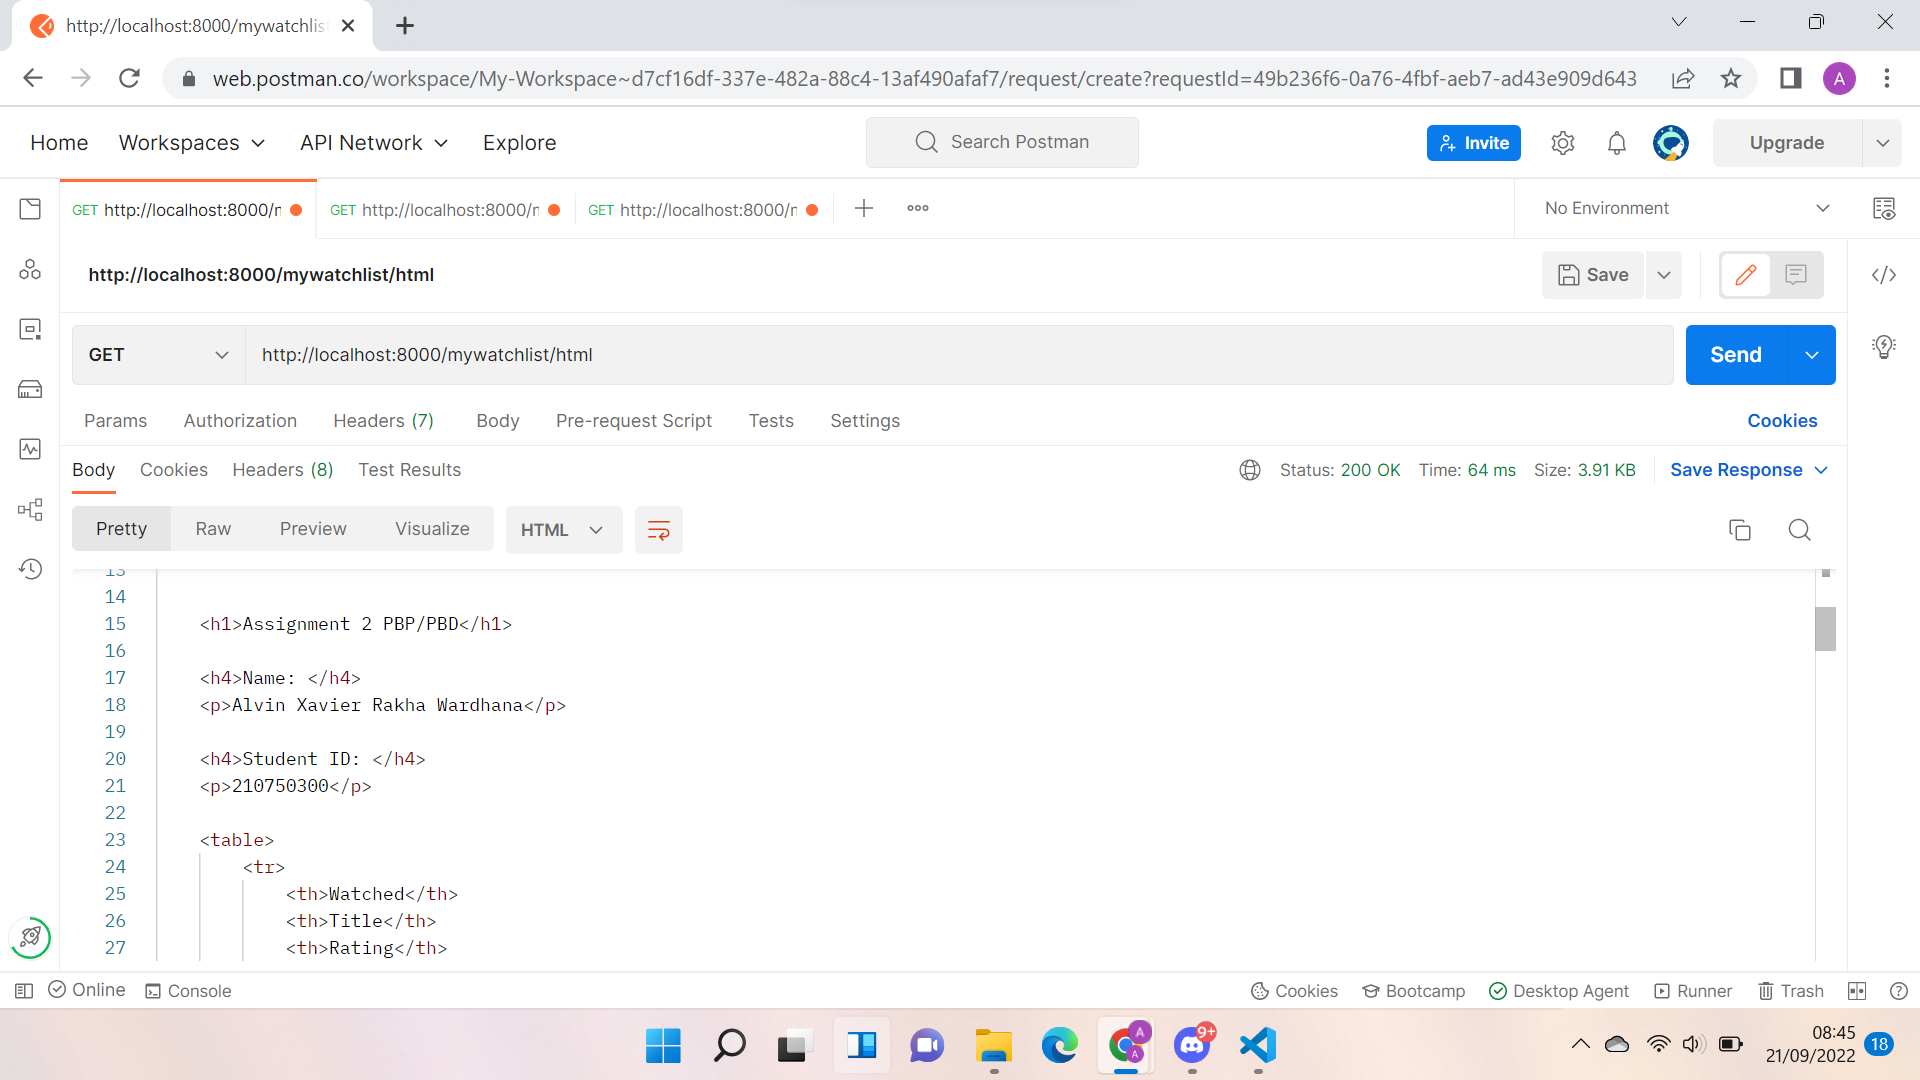 http://localhost:8000/mywatchlis
web.postman.co/workspace/My-Workspace~d7cf16df-337e-482a-88c4-13af490afaf7/request/create?requestId=49b236f6-0a76-4fbf-aeb7-ad43e909d643
A
Home Workspaces API Network Explore
Search Postman
Invite
Upgrade
GET http://localhost:8000/r
GET http://localhost:8000/r
GET http://localhost:8000/r
No Environment
http://localhost:8000/mywatchlist/html
Save
GET http://localhost:8000/mywatchlist/html
Send
Params Authorization Headers (7) Body Pre-request Script Tests Settings
Cookies
Body Cookies Headers (8) Test Results
Status: 200 OK Time: 64 ms Size: 3.91 KB
Save Response
Pretty Raw Preview Visualize
HTML
13
14
15 <h1>Assignment 2 PBP/PBD</h1>
16
17 <h4>Name: </h4>
18 <p>Alvin Xavier Rakha Wardhana</p>
19
20 <h4>Student ID: </h4>
21 <p>210750300</p>
22
23 <table>
24 <tr>
25 <th>Watched</th>
26 <th>Title</th>
27 <th>Rating</th>
Online Console
Cookies Bootcamp Desktop Agent Runner Trash
A
A
9+
08:45
21/09/2022
18